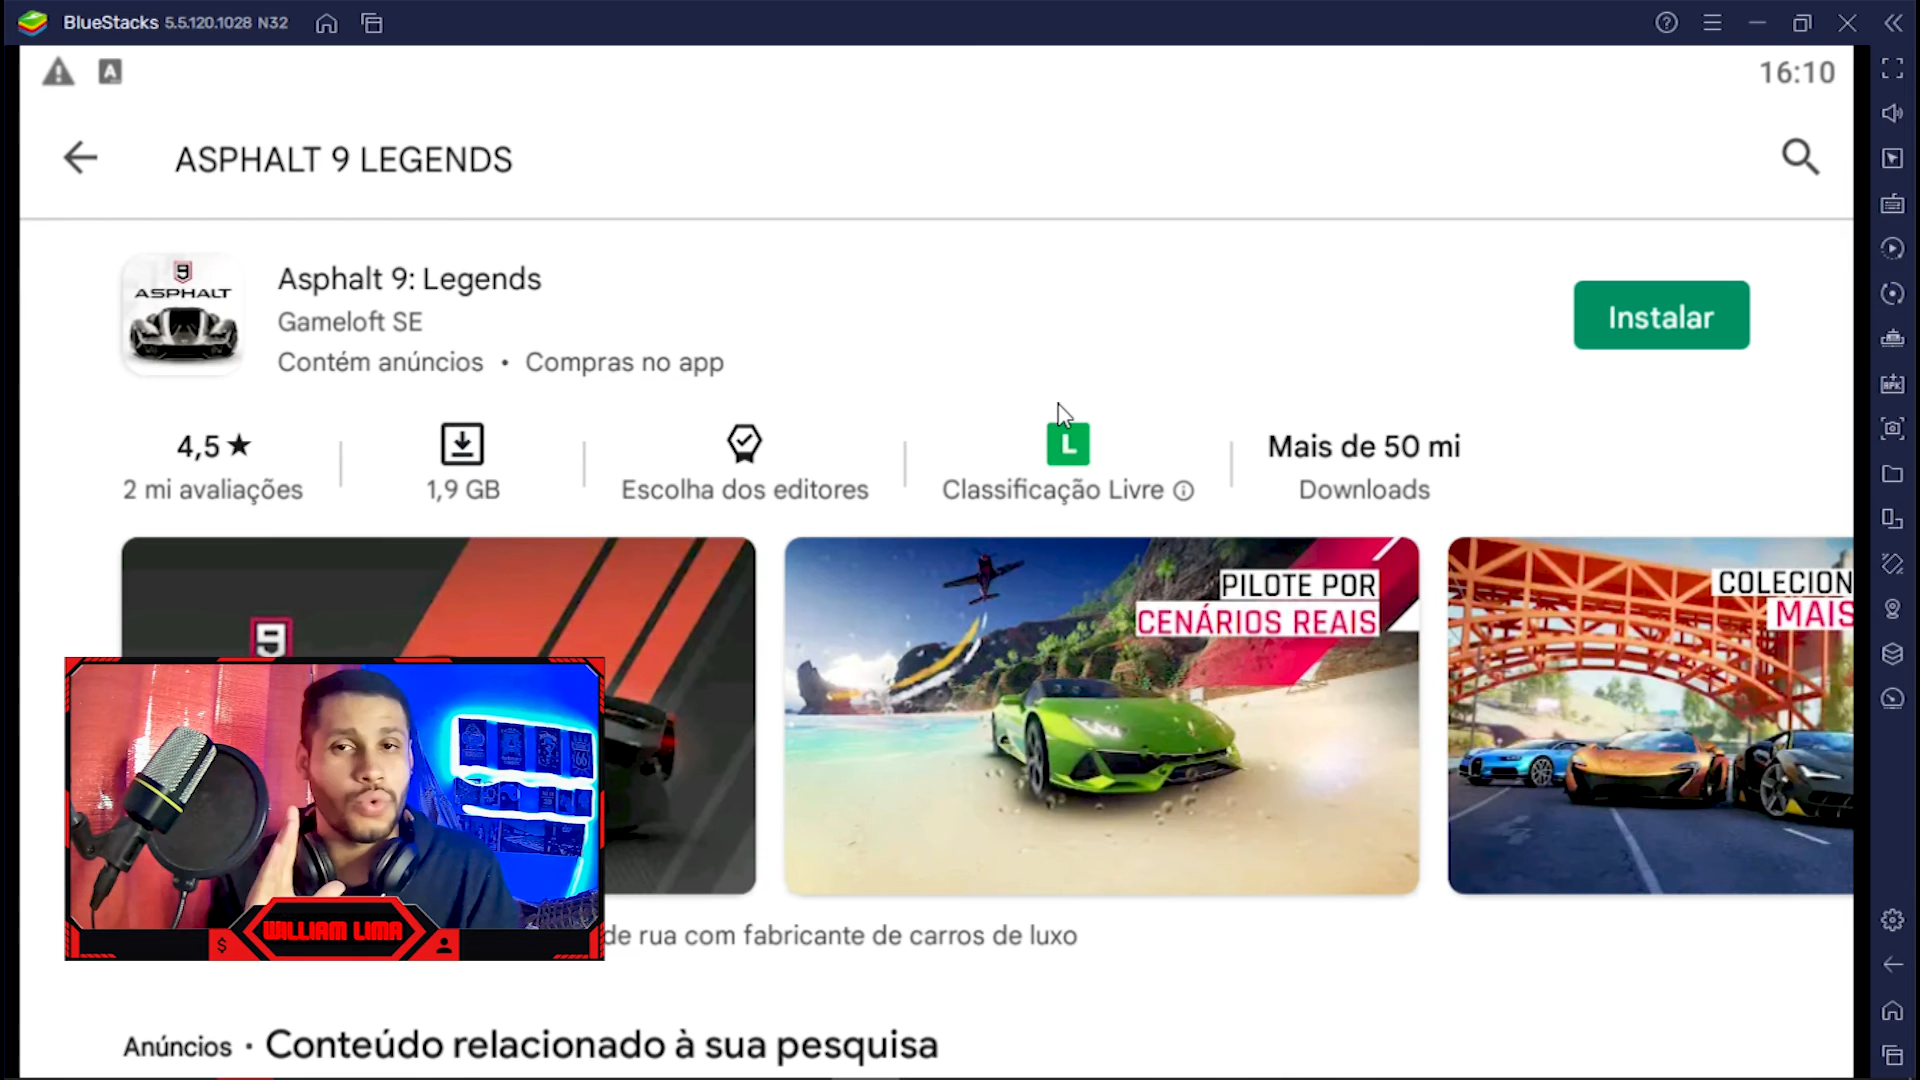 BlueStacks 5.5.120.1028 N32
A
16:10
ASPHALT 9 LEGENDS
9
ASPHALT
Asphalt 9: Legends
Gameloft SE
Contém anúncios • Compras no app
Instalar
4,5 ★
2 mi avaliações
1,9 GB
Escolha dos editores
L
Classificação Livre
Mais de 50 mi
Downloads
9
PILOTE POR
CENÁRIOS REAIS
COLECION
MAIS
WILLIAM LIMA
$
de rua com fabricante de carros de luxo
Anúncios • Conteúdo relacionado à sua pesquisa
APK